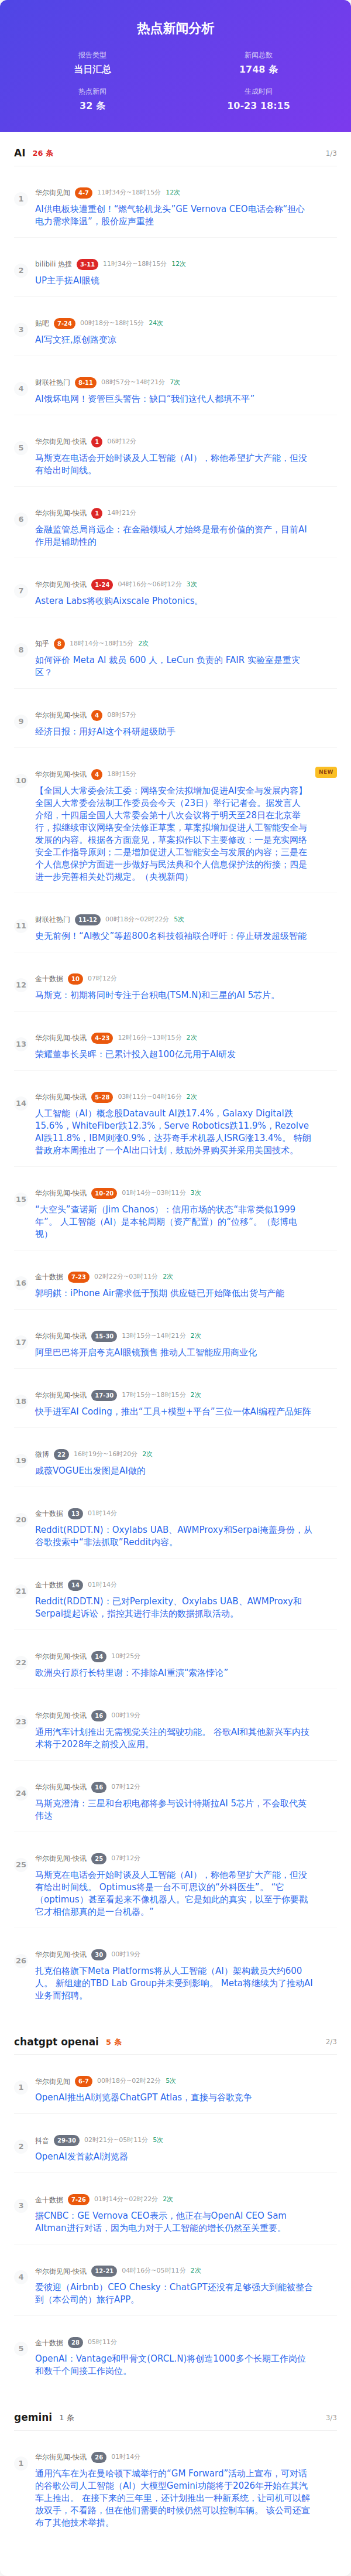 热点新闻分析
报告类型
当日汇总
新闻总数
1748 条
热点新闻
32 条
生成时间
10-23 18:15
AI 26 条 1/3
1
华尔街见闻 4-7 11时34分~18时15分 12次
AI供电板块遭重创！“燃气轮机龙头”GE Vernova CEO电话会称“担心
电力需求降温”，股价应声重挫
2
bilibili 热搜 3-11 11时34分~18时15分 12次
UP主手搓AI眼镜
3
贴吧 7-24 00时18分~18时15分 24次
AI写文狂,原创路变凉
4
财联社热门 8-11 08时57分~14时21分 7次
AI饿坏电网！资管巨头警告：缺口“我们这代人都填不平”
5
华尔街见闻-快讯 1 06时12分
马斯克在电话会开始时谈及人工智能（AI），称他希望扩大产能，但没
有给出时间线。
6
华尔街见闻-快讯 1 14时21分
金融监管总局肖远企：在金融领域人才始终是最有价值的资产，目前AI
作用是辅助性的
7
华尔街见闻-快讯 1-24 04时16分~06时12分 3次
Astera Labs将收购Aixscale Photonics。
8
知乎 8 18时14分~18时15分 2次
如何评价 Meta AI 裁员 600 人，LeCun 负责的 FAIR 实验室是重灾
区？
9
华尔街见闻-快讯 4 08时57分
经济日报：用好AI这个科研超级助手
10
华尔街见闻-快讯 4 18时15分
NEW
【全国人大常委会法工委：网络安全法拟增加促进AI安全与发展内容】
全国人大常委会法制工作委员会今天（23日）举行记者会。据发言人
介绍，十四届全国人大常委会第十八次会议将于明天至28日在北京举
行，拟继续审议网络安全法修正草案，草案拟增加促进人工智能安全与
发展的内容。根据各方面意见，草案拟作以下主要修改：一是充实网络
安全工作指导原则；二是增加促进人工智能安全与发展的内容；三是在
个人信息保护方面进一步做好与民法典和个人信息保护法的衔接；四是
进一步完善相关处罚规定。（央视新闻）
11
财联社热门 11-12 00时18分~02时22分 5次
史无前例！“AI教父”等超800名科技领袖联合呼吁：停止研发超级智能
12
金十数据 10 07时12分
马斯克：初期将同时专注于台积电(TSM.N)和三星的AI 5芯片。
13
华尔街见闻-快讯 4-23 12时16分~13时15分 2次
荣耀董事长吴晖：已累计投入超100亿元用于AI研发
14
华尔街见闻-快讯 5-28 03时11分~04时16分 2次
人工智能（AI）概念股Datavault AI跌17.4%，Galaxy Digital跌
15.6%，WhiteFiber跌12.3%，Serve Robotics跌11.9%，Rezolve
AI跌11.8%，IBM则涨0.9%，达芬奇手术机器人ISRG涨13.4%。 特朗
普政府本周推出了一个AI出口计划，鼓励外界购买并采用美国技术。
15
华尔街见闻-快讯 10-20 01时14分~03时11分 3次
“大空头”查诺斯（Jim Chanos）：信用市场的状态“非常类似1999
年”。 人工智能（AI）是本轮周期（资产配置）的“位移”。（彭博电
视）
16
金十数据 7-23 02时22分~03时11分 2次
郭明錤：iPhone Air需求低于预期 供应链已开始降低出货与产能
17
华尔街见闻-快讯 15-30 13时15分~14时21分 2次
阿里巴巴将开启夸克AI眼镜预售 推动人工智能应用商业化
18
华尔街见闻-快讯 17-30 17时15分~18时15分 2次
快手进军AI Coding，推出“工具+模型+平台”三位一体AI编程产品矩阵
19
微博 22 16时19分~16时20分 2次
戚薇VOGUE出发图是AI做的
20
金十数据 13 01时14分
Reddit(RDDT.N)：Oxylabs UAB、AWMProxy和Serpai掩盖身份，从
谷歌搜索中“非法抓取”Reddit内容。
21
金十数据 14 01时14分
Reddit(RDDT.N)：已对Perplexity、Oxylabs UAB、AWMProxy和
Serpai提起诉讼，指控其进行非法的数据抓取活动。
22
华尔街见闻-快讯 14 10时25分
欧洲央行原行长特里谢：不排除AI重演“索洛悖论”
23
华尔街见闻-快讯 16 00时19分
通用汽车计划推出无需视觉关注的驾驶功能。 谷歌AI和其他新兴车内技
术将于2028年之前投入应用。
24
华尔街见闻-快讯 16 07时12分
马斯克澄清：三星和台积电都将参与设计特斯拉AI 5芯片，不会取代英
伟达
25
华尔街见闻-快讯 25 07时12分
马斯克在电话会开始时谈及人工智能（AI），称他希望扩大产能，但没
有给出时间线。 Optimus将是一台不可思议的“外科医生”。 “它
（optimus）甚至看起来不像机器人。它是如此的真实，以至于你要戳
它才相信那真的是一台机器。”
26
华尔街见闻-快讯 30 00时19分
扎克伯格旗下Meta Platforms将从人工智能（AI）架构裁员大约600
人。 新组建的TBD Lab Group并未受到影响。 Meta将继续为了推动AI
业务而招聘。
chatgpt openai 5 条 2/3
1
华尔街见闻 6-7 00时18分~02时22分 5次
OpenAI推出AI浏览器ChatGPT Atlas，直接与谷歌竞争
2
抖音 29-30 02时21分~05时11分 5次
OpenAI发首款AI浏览器
3
金十数据 7-26 01时14分~02时22分 2次
据CNBC：GE Vernova CEO表示，他正在与OpenAI CEO Sam
Altman进行对话，因为电力对于人工智能的增长仍然至关重要。
4
华尔街见闻-快讯 12-21 04时16分~05时11分 2次
爱彼迎（Airbnb）CEO Chesky：ChatGPT还没有足够强大到能被整合
到（本公司的）旅行APP。
5
金十数据 28 05时11分
OpenAI：Vantage和甲骨文(ORCL.N)将创造1000多个长期工作岗位
和数千个间接工作岗位。
gemini 1 条 3/3
1
华尔街见闻-快讯 26 01时14分
通用汽车在为在曼哈顿下城举行的“GM Forward”活动上宣布，可对话
的谷歌公司人工智能（AI）大模型Gemini功能将于2026年开始在其汽
车上推出。 在接下来的三年里，还计划推出一种新系统，让司机可以解
放双手，不看路，但在他们需要的时候仍然可以控制车辆。 该公司还宣
布了其他技术举措。